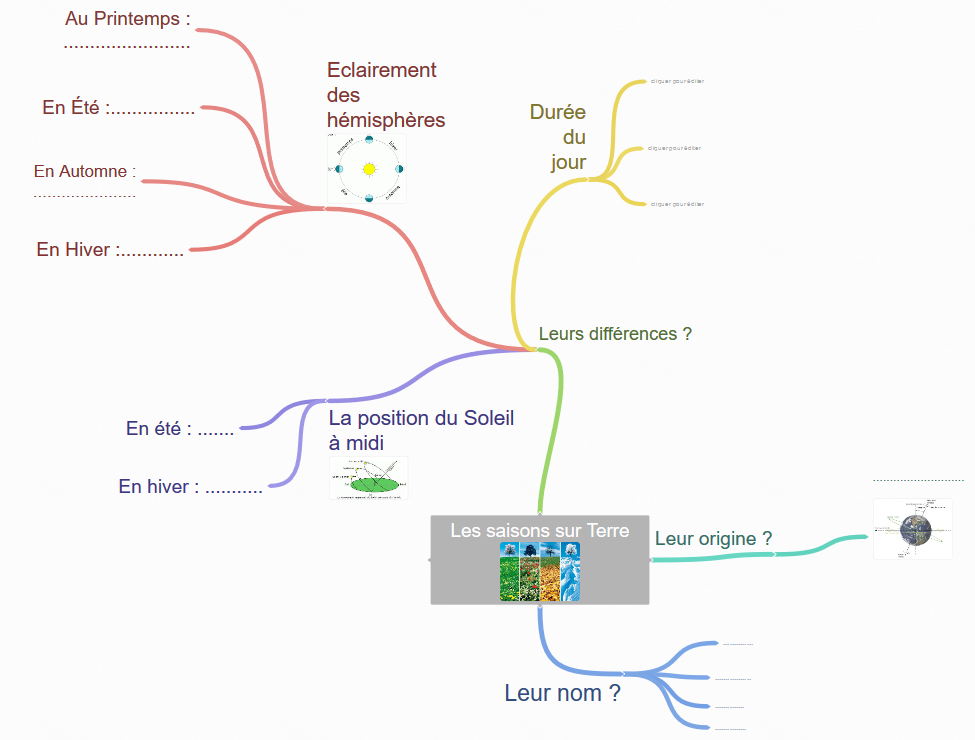 Au Printemps :
........................
En Été :................
En Automne :
........................
En Hiver :............
Eclairement
des
hémisphères
Durée
du
jour
cliquer pour éditer
cliquer pour éditer
cliquer pour éditer
Leurs différences ?
La position du Soleil
à midi
En été : .......
En hiver : ...........
Les saisons sur Terre
Leur origine ?
........................
Leur nom ?